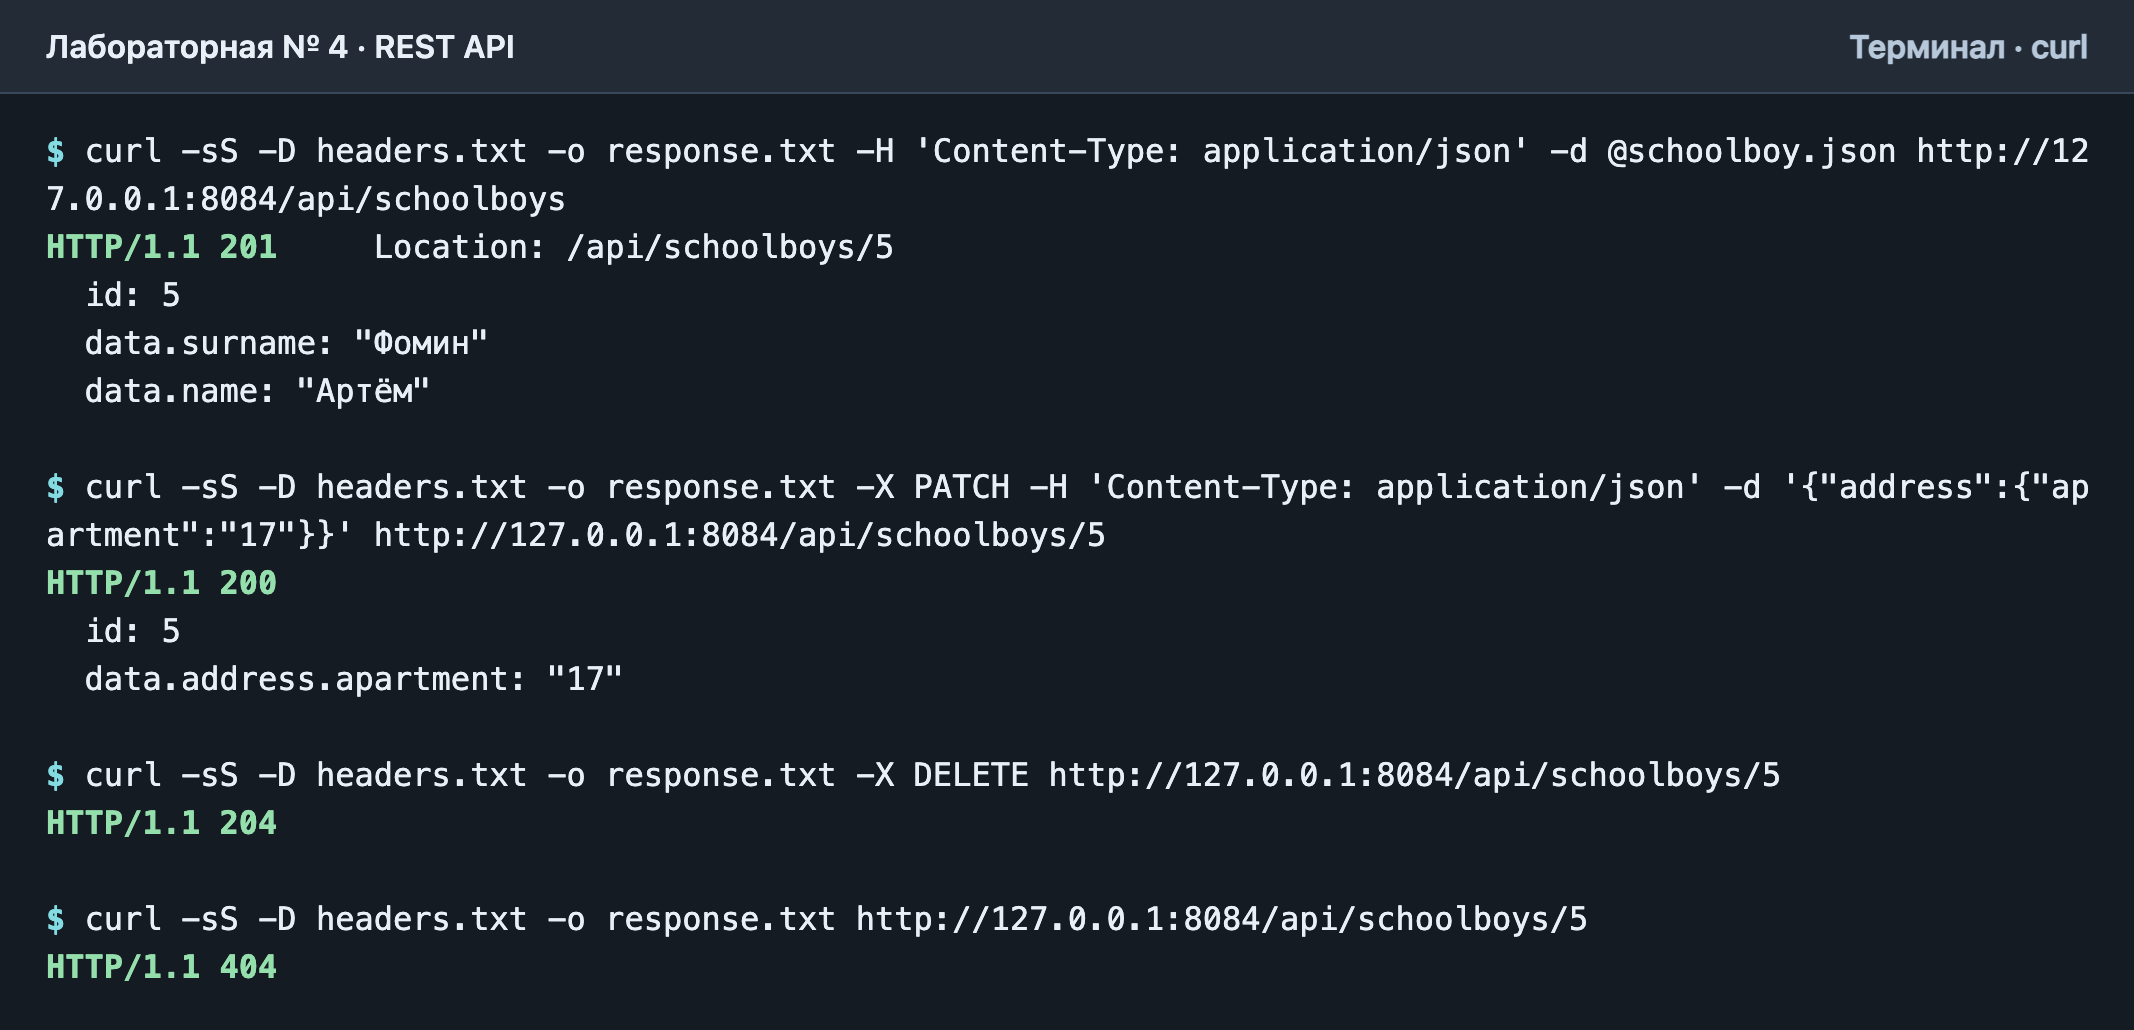 Лабораторная № 4 · REST API
Терминал · curl
$ curl -sS -D headers.txt -o response.txt -H 'Content-Type: application/json' -d @schoolboy.json http://12
7.0.0.1:8084/api/schoolboys
HTTP/1.1 201     Location: /api/schoolboys/5
  id: 5
  data.surname: "Фомин"
  data.name: "Артём"
$ curl -sS -D headers.txt -o response.txt -X PATCH -H 'Content-Type: application/json' -d '{"address":{"ap
artment":"17"}}' http://127.0.0.1:8084/api/schoolboys/5
HTTP/1.1 200
  id: 5
  data.address.apartment: "17"
$ curl -sS -D headers.txt -o response.txt -X DELETE http://127.0.0.1:8084/api/schoolboys/5
HTTP/1.1 204
$ curl -sS -D headers.txt -o response.txt http://127.0.0.1:8084/api/schoolboys/5
HTTP/1.1 404